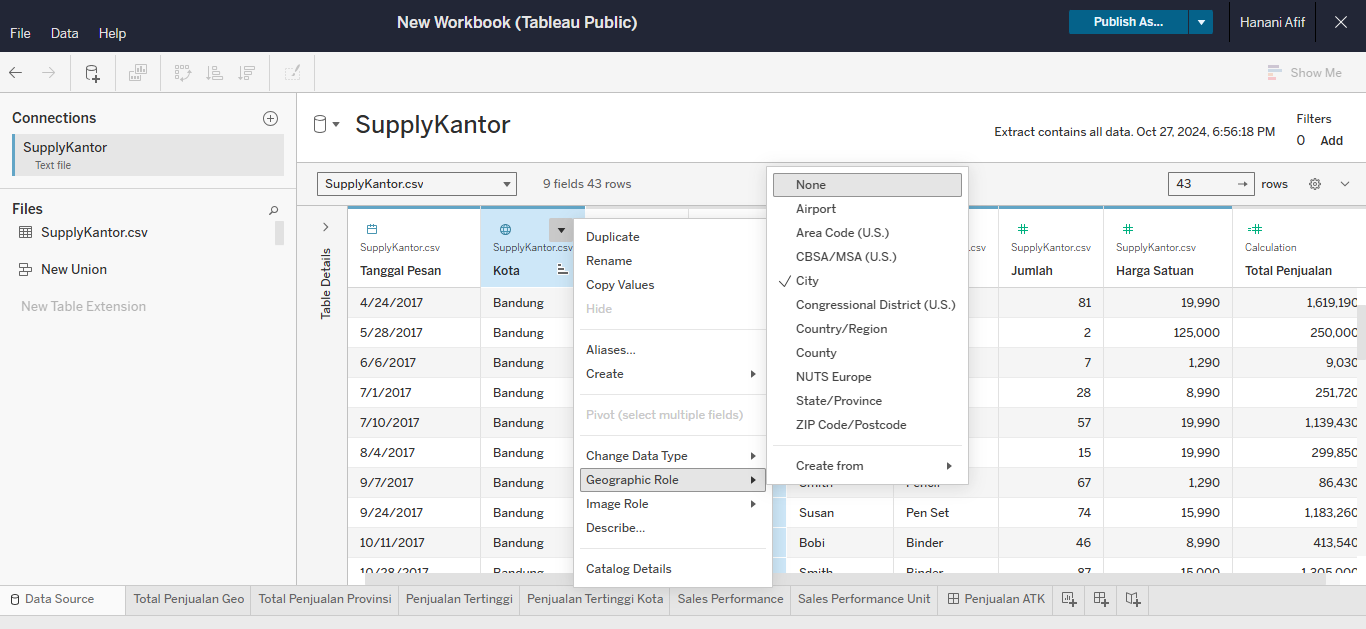 New Workbook (Tableau Public)
Publish As...
Hanani Afif
File Data Help
Show Me
Connections
SupplyKantor
Text file
Files
SupplyKantor.csv
New Union
New Table Extension
SupplyKantor
Extract contains all data. Oct 27, 2024, 6:56:18 PM
Filters
0 Add
SupplyKantor.csv
9 fields 43 rows
43 → rows
Table Details
SupplyKantor.csv SupplyKantor.csv .csv SupplyKantor.csv SupplyKantor.csv Calculation
Tanggal Pesan Kota Jumlah Harga Satuan Total Penjualan
4/24/2017 Bandung 81 19,990 1,619,190
5/28/2017 Bandung 2 125,000 250,000
6/6/2017 Bandung 7 1,290 9,030
7/1/2017 Bandung 28 8,990 251,720
7/10/2017 Bandung 57 19,990 1,139,430
8/4/2017 Bandung 15 19,990 299,850
9/7/2017 Bandung Smith Pencil 67 1,290 86,430
9/24/2017 Bandung Susan Pen Set 74 15,990 1,183,260
10/11/2017 Bandung Bobi Binder 46 8,990 413,540
10/28/2017 Bandung Smith Binder 87 15,000 1,305,000
Duplicate
Rename
Copy Values
Hide
Aliases...
Create
Pivot (select multiple fields)
Change Data Type
Geographic Role
Image Role
Describe...
Catalog Details
None
Airport
Area Code (U.S.)
CBSA/MSA (U.S.)
City
Congressional District (U.S.)
Country/Region
County
NUTS Europe
State/Province
ZIP Code/Postcode
Create from
Data Source Total Penjualan Geo Total Penjualan Provinsi Penjualan Tertinggi Penjualan Tertinggi Kota Sales Performance Sales Performance Unit Penjualan ATK